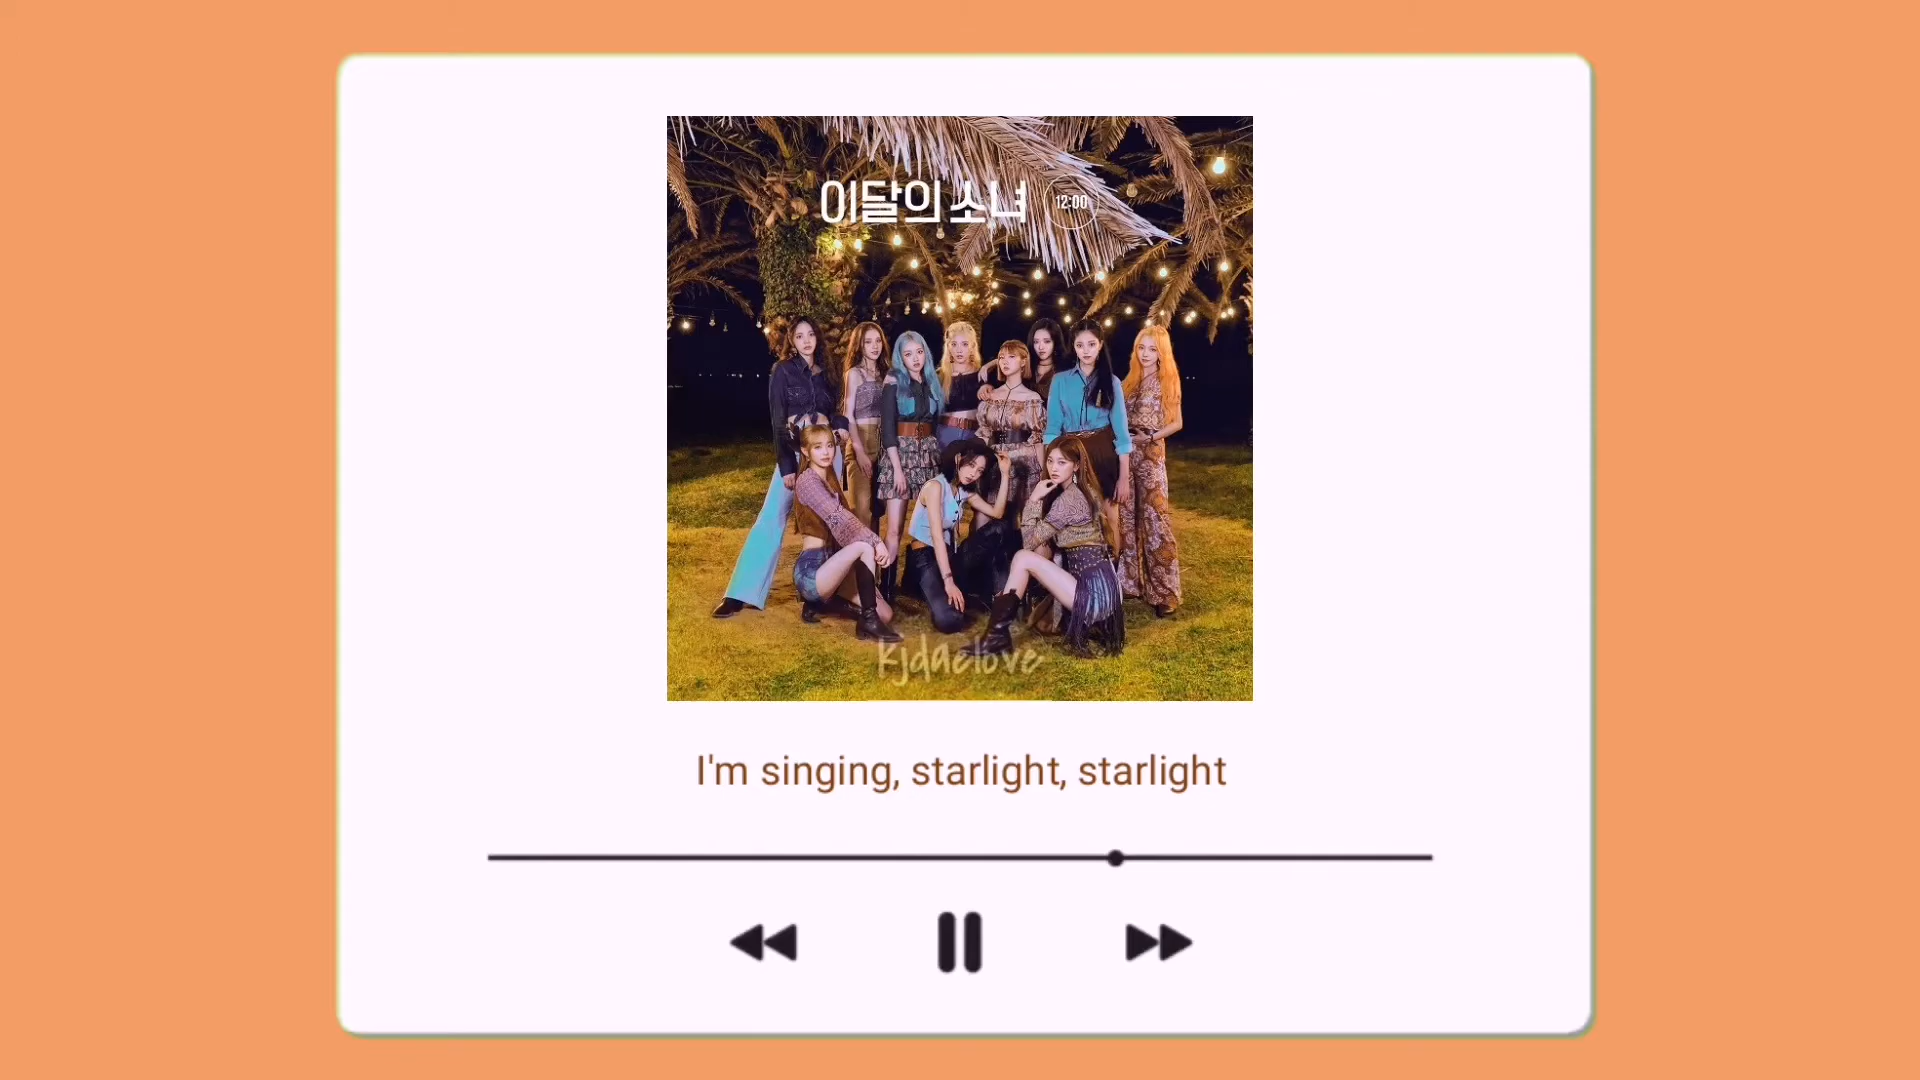 이달의 소녀 12:00
kjdaelove
I'm singing, starlight, starlight